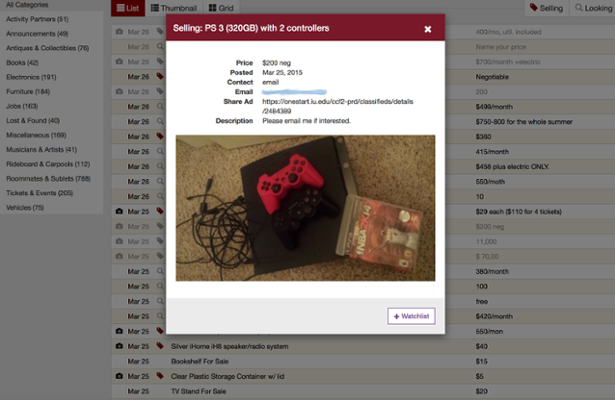 All Categories
Activity Partners (51)
Announcements (49)
Antiques & Collectibles (76)
Books (42)
Electronics (191)
Furniture (184)
Jobs (163)
Lost & Found (40)
Miscellaneous (169)
Musicians & Artists (41)
Rideboard & Carpools (112)
Roommates & Sublets (788)
Tickets & Events (205)
Vehicles (75)
List
Thumbnail
Grid
Selling
Looking
Selling: PS 3 (320GB) with 2 controllers
×
Price $200 neg
Posted Mar 25, 2015
Contact email
Email
Share Ad https://onestart.iu.edu/ccf2-prd/classifieds/details
/2484389
Description Please email me if interested.
NBA 2K14
+ Watchlist
Mar 26 400/mo, util. included
Mar 26 Name your price
Mar 26 $700/month +electric
Mar 26 Negotiable
Mar 26 200
Mar 26 $499/month
Mar 26 $750-800 for the whole summer
Mar 26 $380
Mar 26 415/month
Mar 26 $458 plus electric ONLY.
Mar 26 550/moth
Mar 26 10
Mar 25 $20 each ($110 for 4 tickets)
Mar 25 $200 neg
Mar 25 11,000
Mar 25 $ 70.00
Mar 25 380/month
Mar 25 100
Mar 25 free
Mar 25 $420/month
Mar 25 550/mon
Mar 25 Silver iHome iH8 speaker/radio system $40
Mar 25 Bookshelf For Sale $15
Mar 25 Clear Plastic Storage Container w/ lid $5
Mar 25 TV Stand For Sale $20